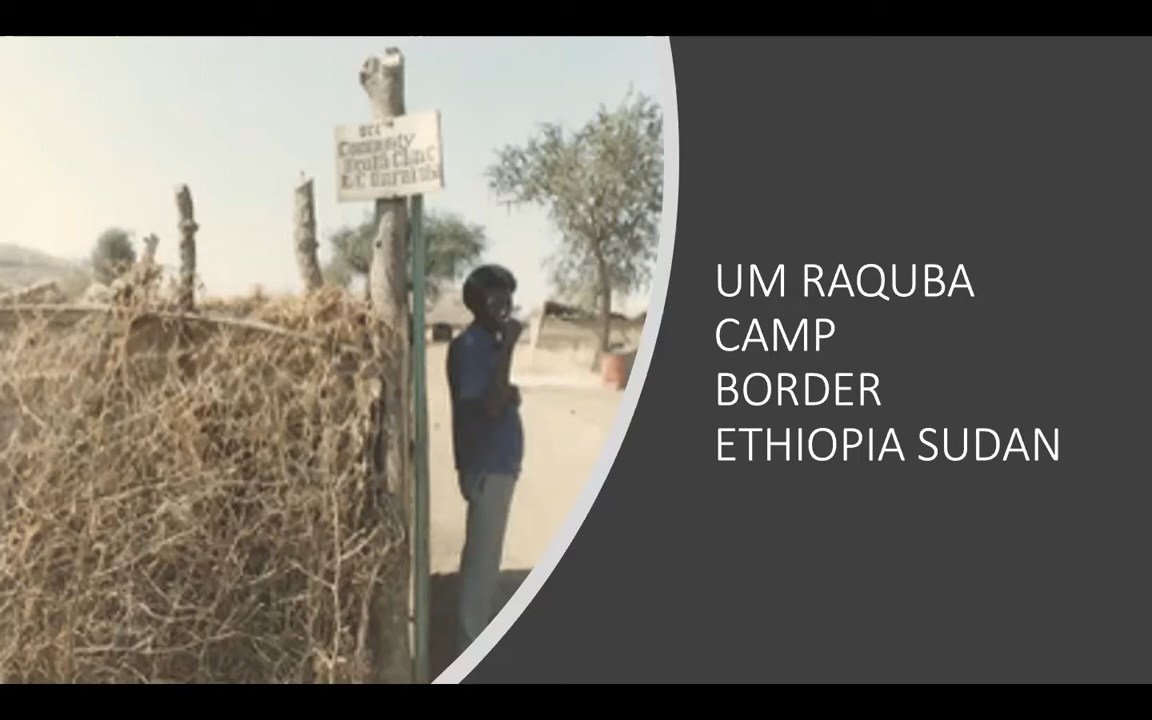 Community
UM RAQUBA
CAMP
BORDER
ETHIOPIA SUDAN